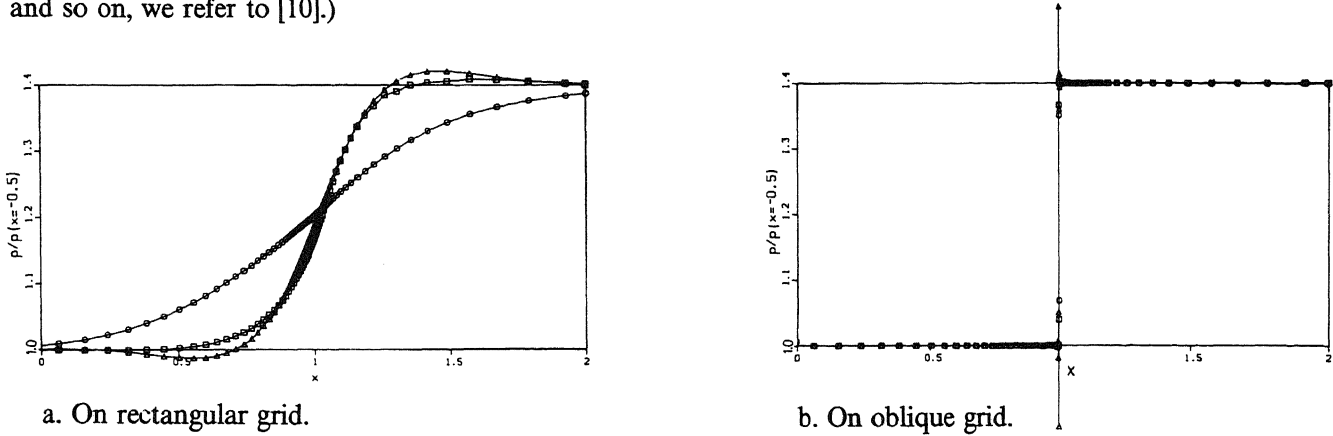 and so on, we refer to [10].)
1.4
1.3
1.2
1.1
1.0
p/p(x=-0.5)
0
0.5
1
1.5
2
x
a. On rectangular grid.
1.4
1.3
1.2
1.1
1.0
p/p(x=-0.5)
0
0.5
1.5
2
x
b. On oblique grid.